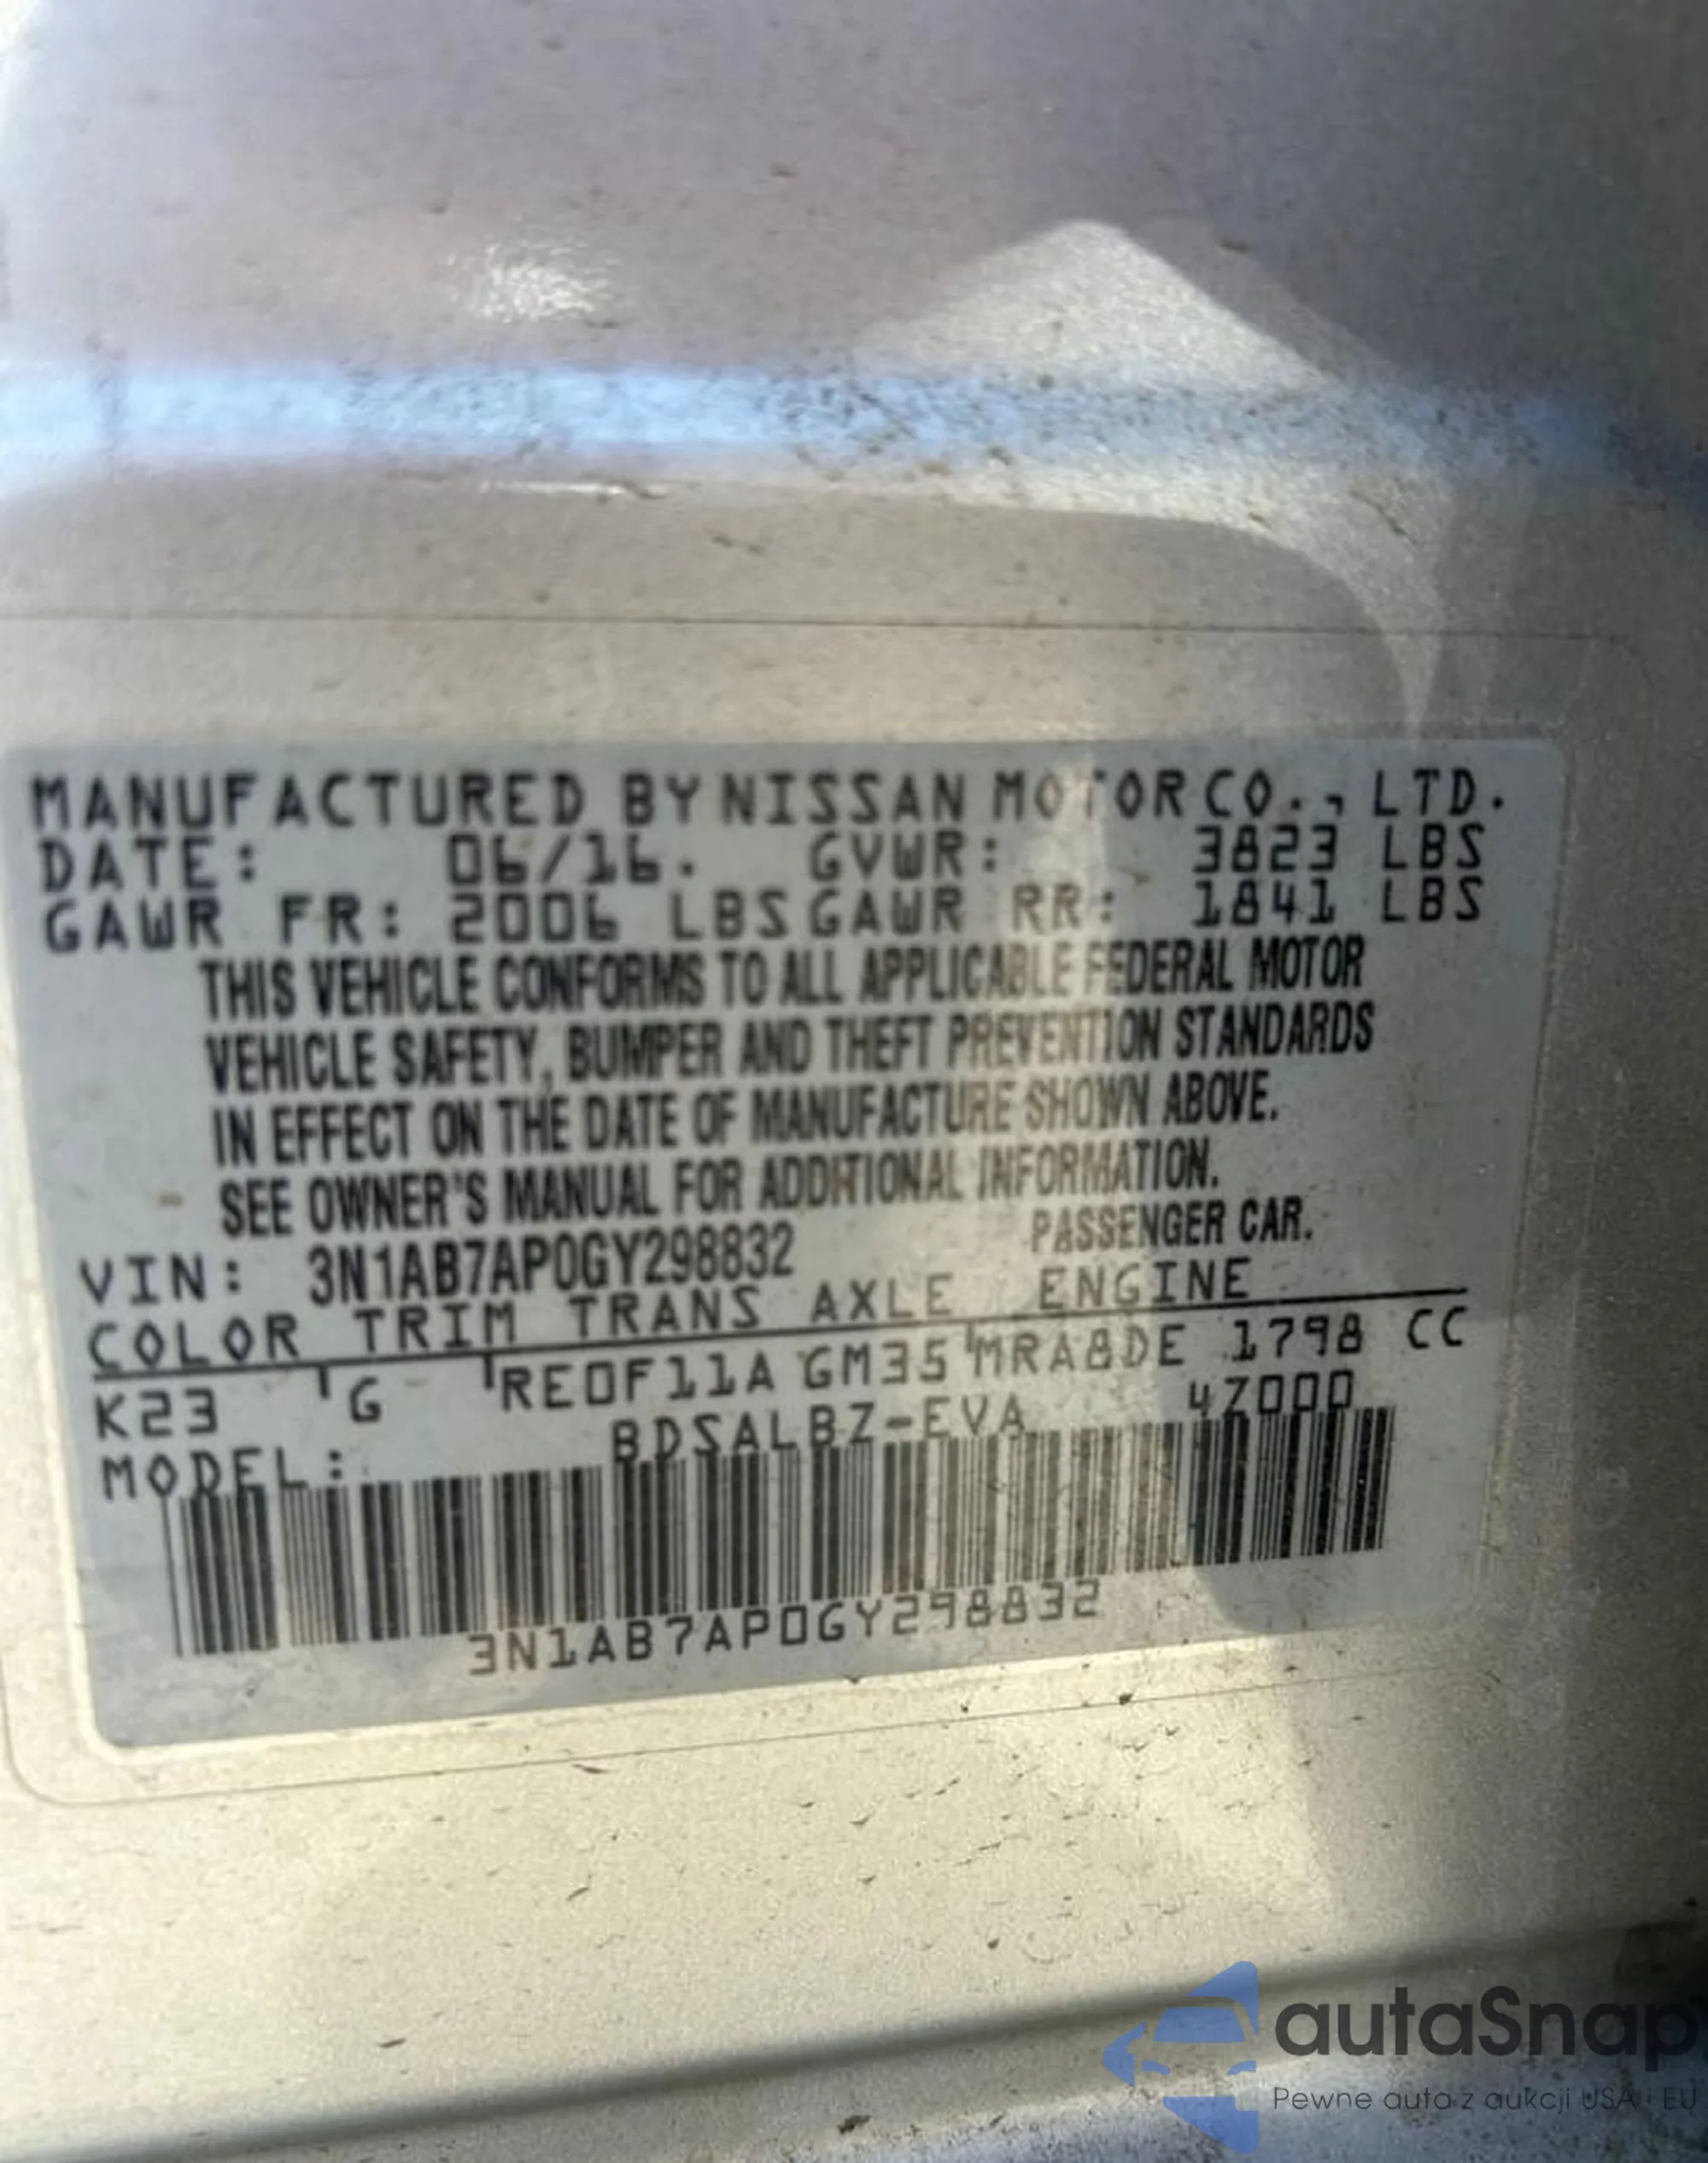 MANUFACTURED BY NISSAN MOTOR CO., LTD.
DATE: 06/16. GVWR: 3823 LBS
GAWR FR: 2006 LBS GAWR RR: 1841 LBS
THIS VEHICLE CONFORMS TO ALL APPLICABLE FEDERAL MOTOR
VEHICLE SAFETY, BUMPER AND THEFT PREVENTION STANDARDS
IN EFFECT ON THE DATE OF MANUFACTURE SHOWN ABOVE.
SEE OWNER'S MANUAL FOR ADDITIONAL INFORMATION.
VIN: 3N1AB7AP0GY298832 PASSENGER CAR.
COLOR TRIM TRANS AXLE ENGINE
K23 G RE0F11A GM35 MRA8DE 1798 CC
MODEL: BDSALBZ-EVA 4Z000
3N1AB7AP0GY298832
autaSnap
Pewne auta z aukcji USA i EU